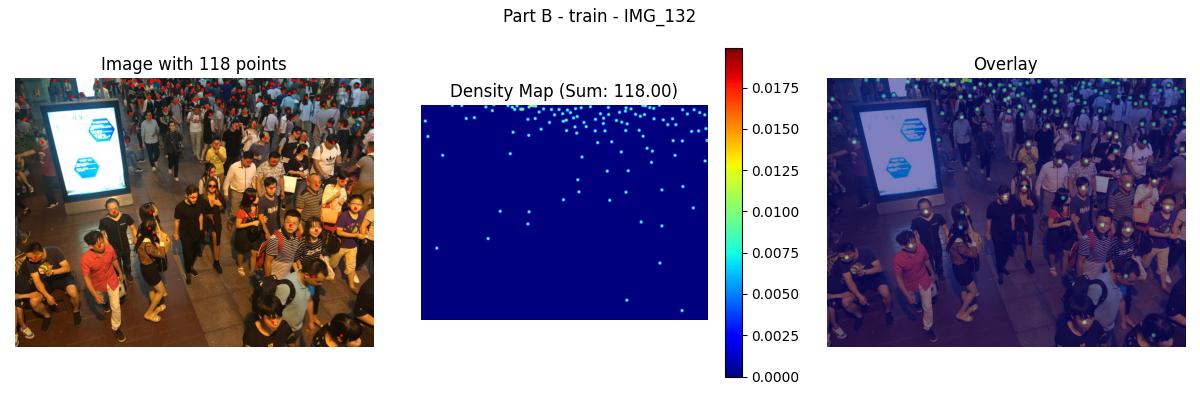 Part B - train - IMG_132
Image with 118 points
Density Map (Sum: 118.00)
Overlay
0.0175
0.0150
0.0125
0.0100
0.0075
0.0050
0.0025
0.0000